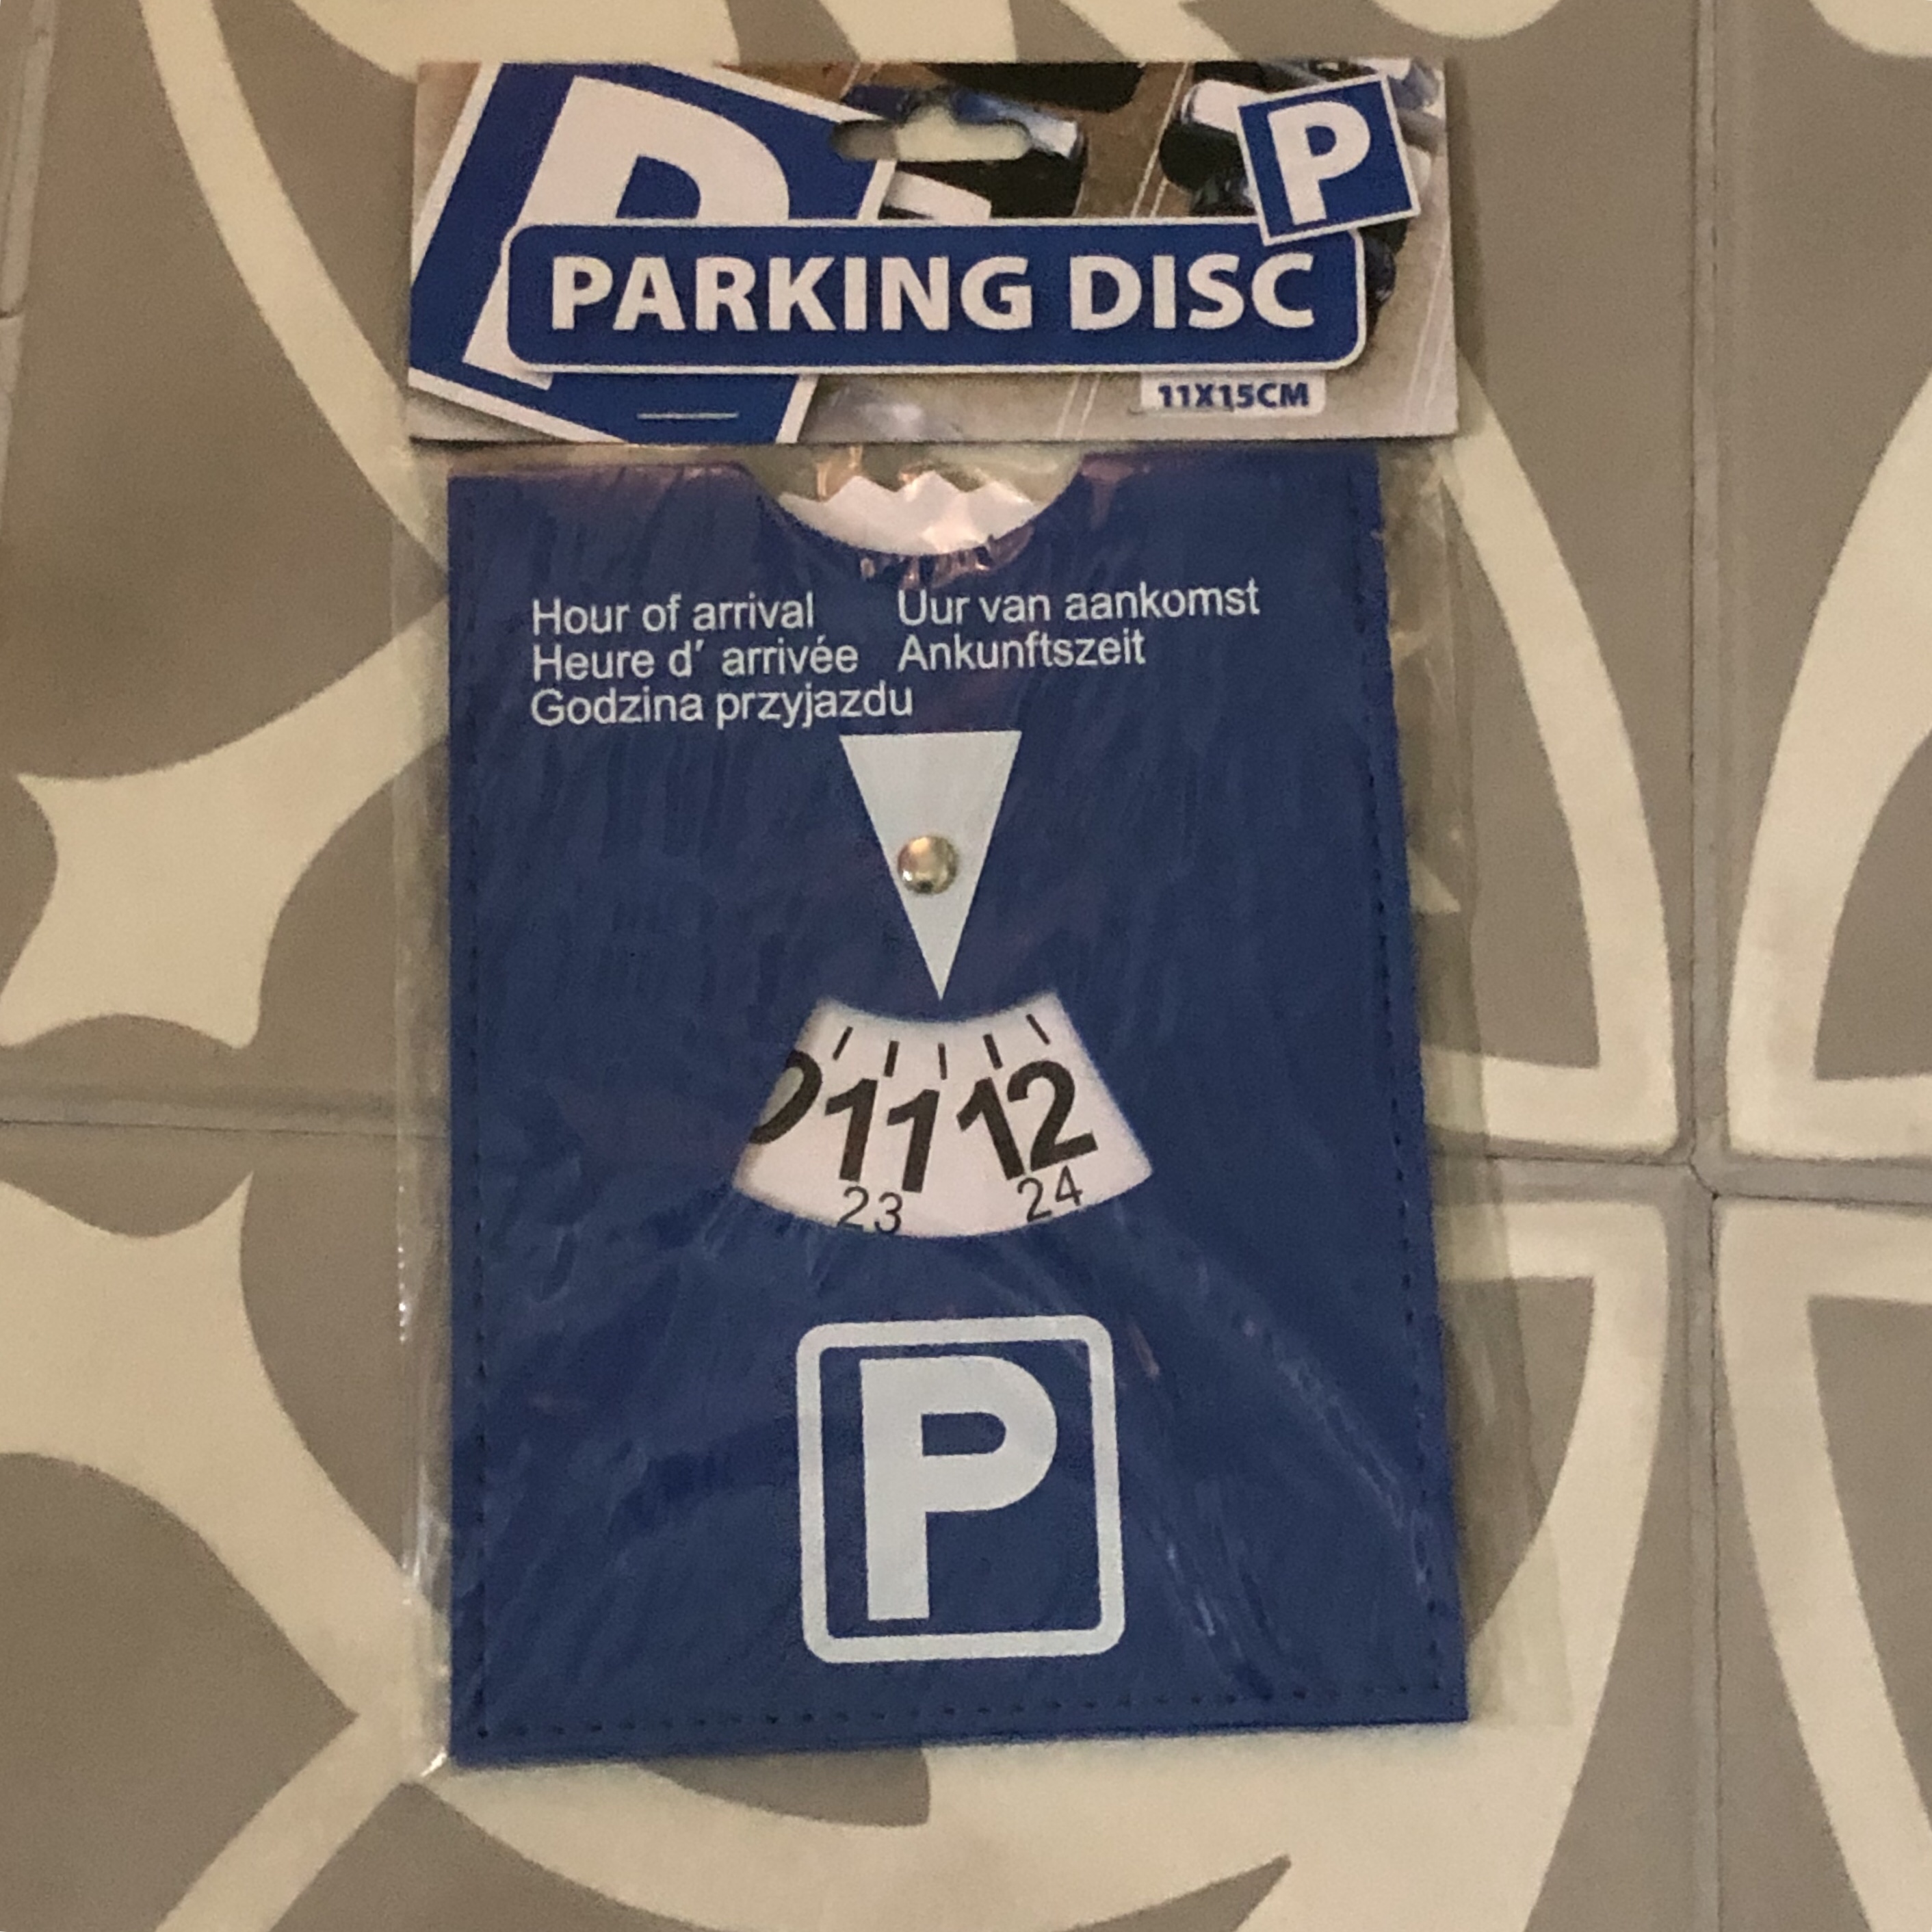 P
P
PARKING DISC
11X15CM
Hour of arrival Uur van aankomst
Heure d' arrivée Ankunftszeit
Godzina przyjazdu
11 12
23 24
P